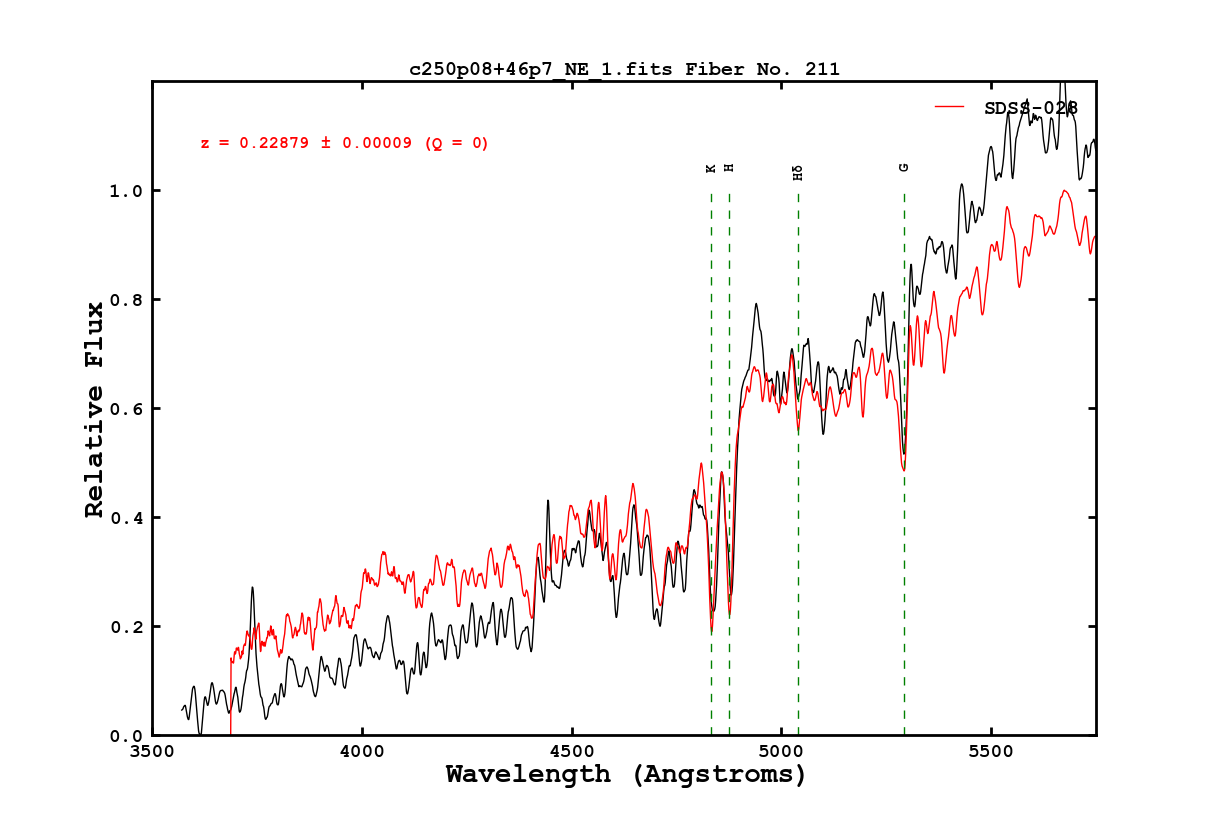 c250p08+46p7_NE_1.fits Fiber No. 211
SDSS-028
z = 0.22879 ± 0.00009 (Q = 0)
K
H
Hδ
G
1.0
0.8
0.6
0.4
0.2
0.0
Relative Flux
3500 4000 4500 5000 5500
Wavelength (Angstroms)